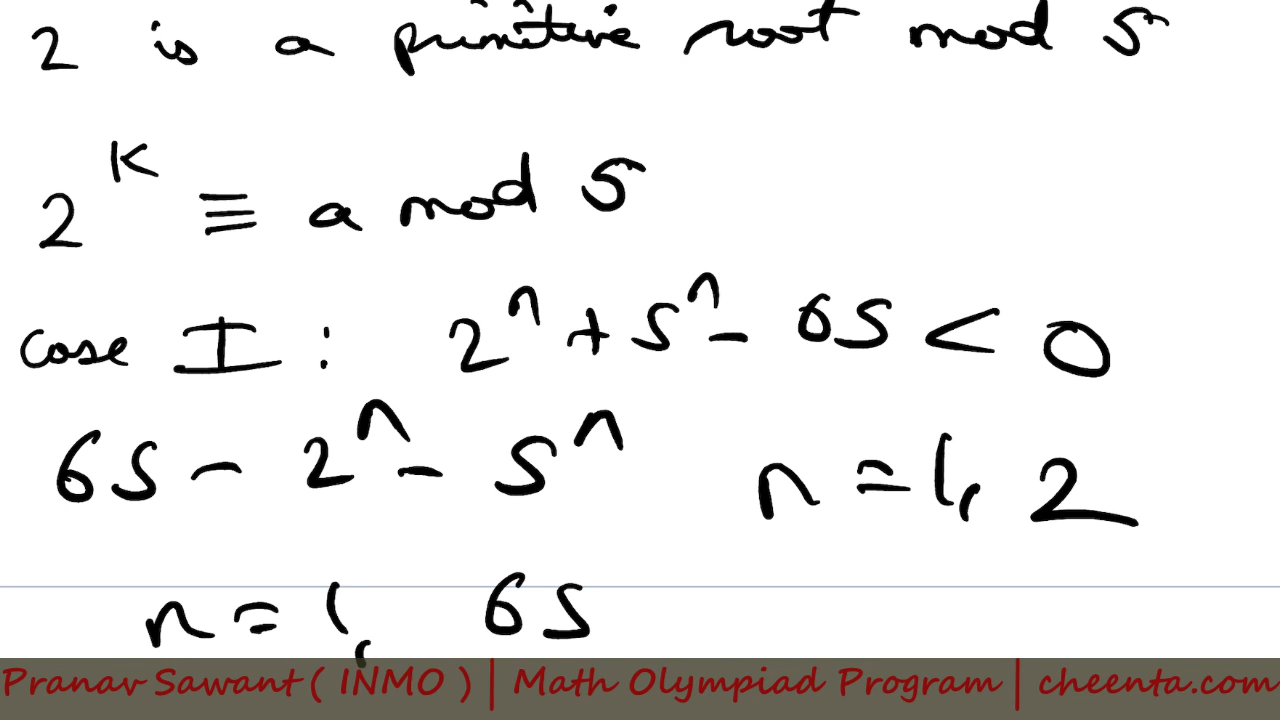 2 is a primitive root mod 5
2^K ≡ a mod 5
Case I : 2^n + 5^n - 65 < 0
65 - 2^n - 5^n n = 1, 2
n = 1, 65
Pranav Sawant ( INMO ) | Math Olympiad Program | cheenta.com